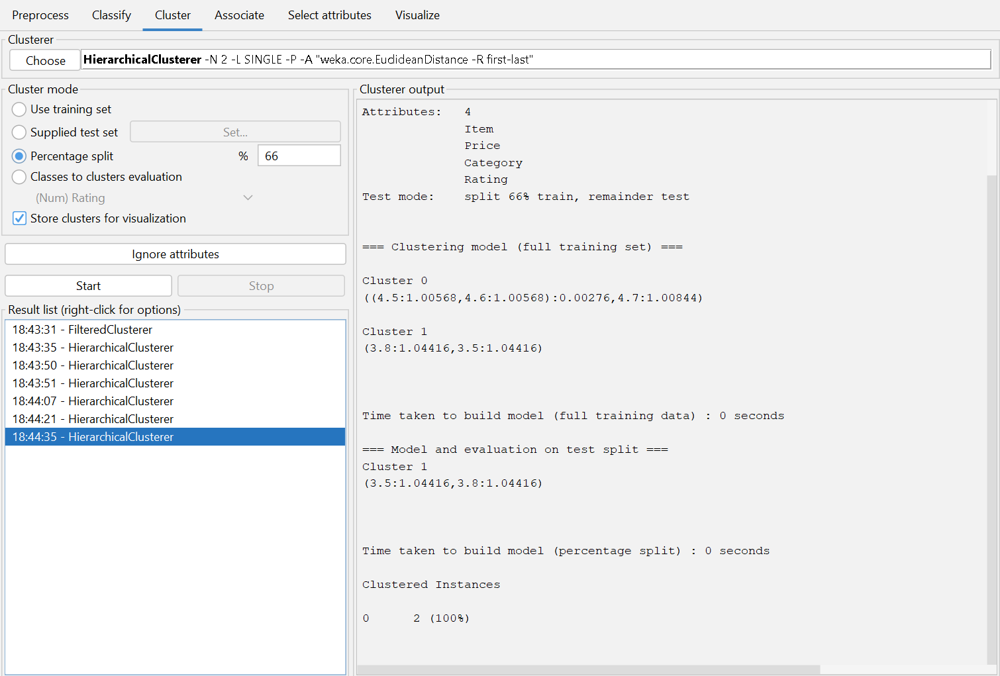 Preprocess Classify Cluster Associate Select attributes Visualize
Clusterer
Choose HierarchicalClusterer -N 2 -L SINGLE -P -A "weka.core.EuclideanDistance -R first-last"
Cluster mode
Use training set
Supplied test set Set...
Percentage split % 66
Classes to clusters evaluation
(Num) Rating
Store clusters for visualization
Ignore attributes
Start Stop
Result list (right-click for options)
18:43:31 - FilteredClusterer
18:43:35 - HierarchicalClusterer
18:43:50 - HierarchicalClusterer
18:43:51 - HierarchicalClusterer
18:44:07 - HierarchicalClusterer
18:44:21 - HierarchicalClusterer
18:44:35 - HierarchicalClusterer
Clusterer output
Attributes: 4
Item
Price
Category
Rating
Test mode: split 66% train, remainder test
=== Clustering model (full training set) ===
Cluster 0
((4.5:1.00568,4.6:1.00568):0.00276,4.7:1.00844)
Cluster 1
(3.8:1.04416,3.5:1.04416)
Time taken to build model (full training data) : 0 seconds
=== Model and evaluation on test split ===
Cluster 1
(3.5:1.04416,3.8:1.04416)
Time taken to build model (percentage split) : 0 seconds
Clustered Instances
0 2 (100%)